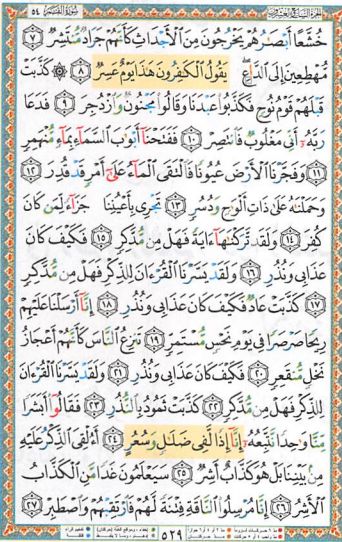 سُورَةُ القَمَر ٥٤
خُشَّعًا أَبْصَٰرُهُمْ يَخْرُجُونَ مِنَ ٱلْأَجْدَاثِ كَأَنَّهُمْ جَرَادٌ مُّنتَشِرٌ ٧
مُّهْطِعِينَ إِلَى ٱلدَّاعِ يَقُولُ ٱلْكَٰفِرُونَ هَٰذَا يَوْمٌ عَسِرٌ ٨ ۞ كَذَّبَتْ
قَبْلَهُمْ قَوْمُ نُوحٍ فَكَذَّبُوا۟ عَبْدَنَا وَقَالُوا۟ مَجْنُونٌ وَٱزْدُجِرَ ٩ فَدَعَا
رَبَّهُۥٓ أَنِّى مَغْلُوبٌ فَٱنتَصِرْ ١٠ فَفَتَحْنَآ أَبْوَٰبَ ٱلسَّمَآءِ بِمَآءٍ مُّنْهَمِرٍ
١١ وَفَجَّرْنَا ٱلْأَرْضَ عُيُونًا فَٱلْتَقَى ٱلْمَآءُ عَلَىٰٓ أَمْرٍ قَدْ قُدِرَ ١٢
وَحَمَلْنَٰهُ عَلَىٰ ذَاتِ أَلْوَٰحٍ وَدُسُرٍ ١٣ تَجْرِى بِأَعْيُنِنَا جَزَآءً لِّمَن كَانَ
كُفِرَ ١٤ وَلَقَد تَّرَكْنَٰهَآ ءَايَةً فَهَلْ مِن مُّدَّكِرٍ ١٥ فَكَيْفَ كَانَ
عَذَابِى وَنُذُرِ ١٦ وَلَقَدْ يَسَّرْنَا ٱلْقُرْءَانَ لِلذِّكْرِ فَهَلْ مِن مُّدَّكِرٍ
١٧ كَذَّبَتْ عَادٌ فَكَيْفَ كَانَ عَذَابِى وَنُذُرِ ١٨ إِنَّآ أَرْسَلْنَا عَلَيْهِمْ
رِيحًا صَرْصَرًا فِى يَوْمِ نَحْسٍ مُّسْتَمِرٍّ ١٩ تَنزِعُ ٱلنَّاسَ كَأَنَّهُمْ أَعْجَازُ
نَخْلٍ مُّنقَعِرٍ ٢٠ فَكَيْفَ كَانَ عَذَابِى وَنُذُرِ ٢١ وَلَقَدْ يَسَّرْنَا ٱلْقُرْءَانَ
لِلذِّكْرِ فَهَلْ مِن مُّدَّكِرٍ ٢٢ كَذَّبَتْ ثَمُودُ بِٱلنُّذُرِ ٢٣ فَقَالُوٓا۟ أَبَشَرًا
مِّنَّا وَٰحِدًا نَّتَّبِعُهُۥٓ إِنَّآ إِذًا لَّفِى ضَلَٰلٍ وَسُعُرٍ ٢٤ أَءُلْقِىَ ٱلذِّكْرُ عَلَيْهِ
مِنۢ بَيْنِنَا بَلْ هُوَ كَذَّابٌ أَشِرٌ ٢٥ سَيَعْلَمُونَ غَدًا مَّنِ ٱلْكَذَّابُ
ٱلْأَشِرُ ٢٦ إِنَّا مُرْسِلُوا۟ ٱلنَّاقَةِ فِتْنَةً لَّهُمْ فَٱرْتَقِبْهُمْ وَٱصْطَبِرْ ٢٧
٥٢٩